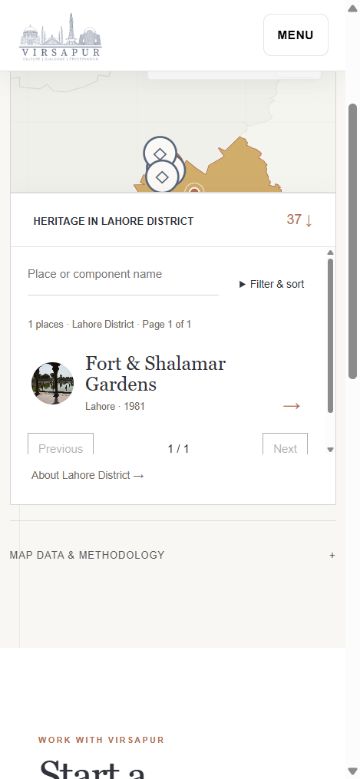 VIRSAPUR
MENU
HERITAGE IN LAHORE DISTRICT
37 ↓
Place or component name
▶ Filter & sort
1 places · Lahore District · Page 1 of 1
Fort & Shalamar
Gardens
Lahore · 1981
→
Previous
1 / 1
Next
About Lahore District →
MAP DATA & METHODOLOGY
+
WORK WITH VIRSAPUR
Start a